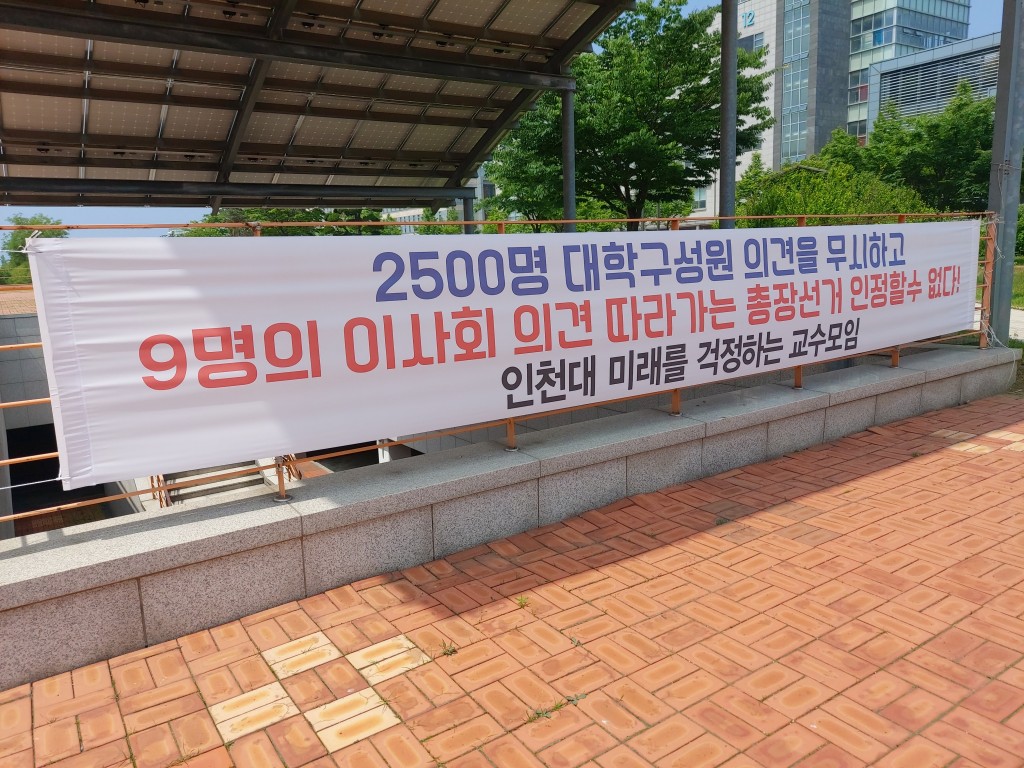 12
2500명 대학구성원 의견을 무시하고
9명의 이사회 의견 따라가는 총장선거 인정할수 없다!
인천대 미래를 걱정하는 교수모임